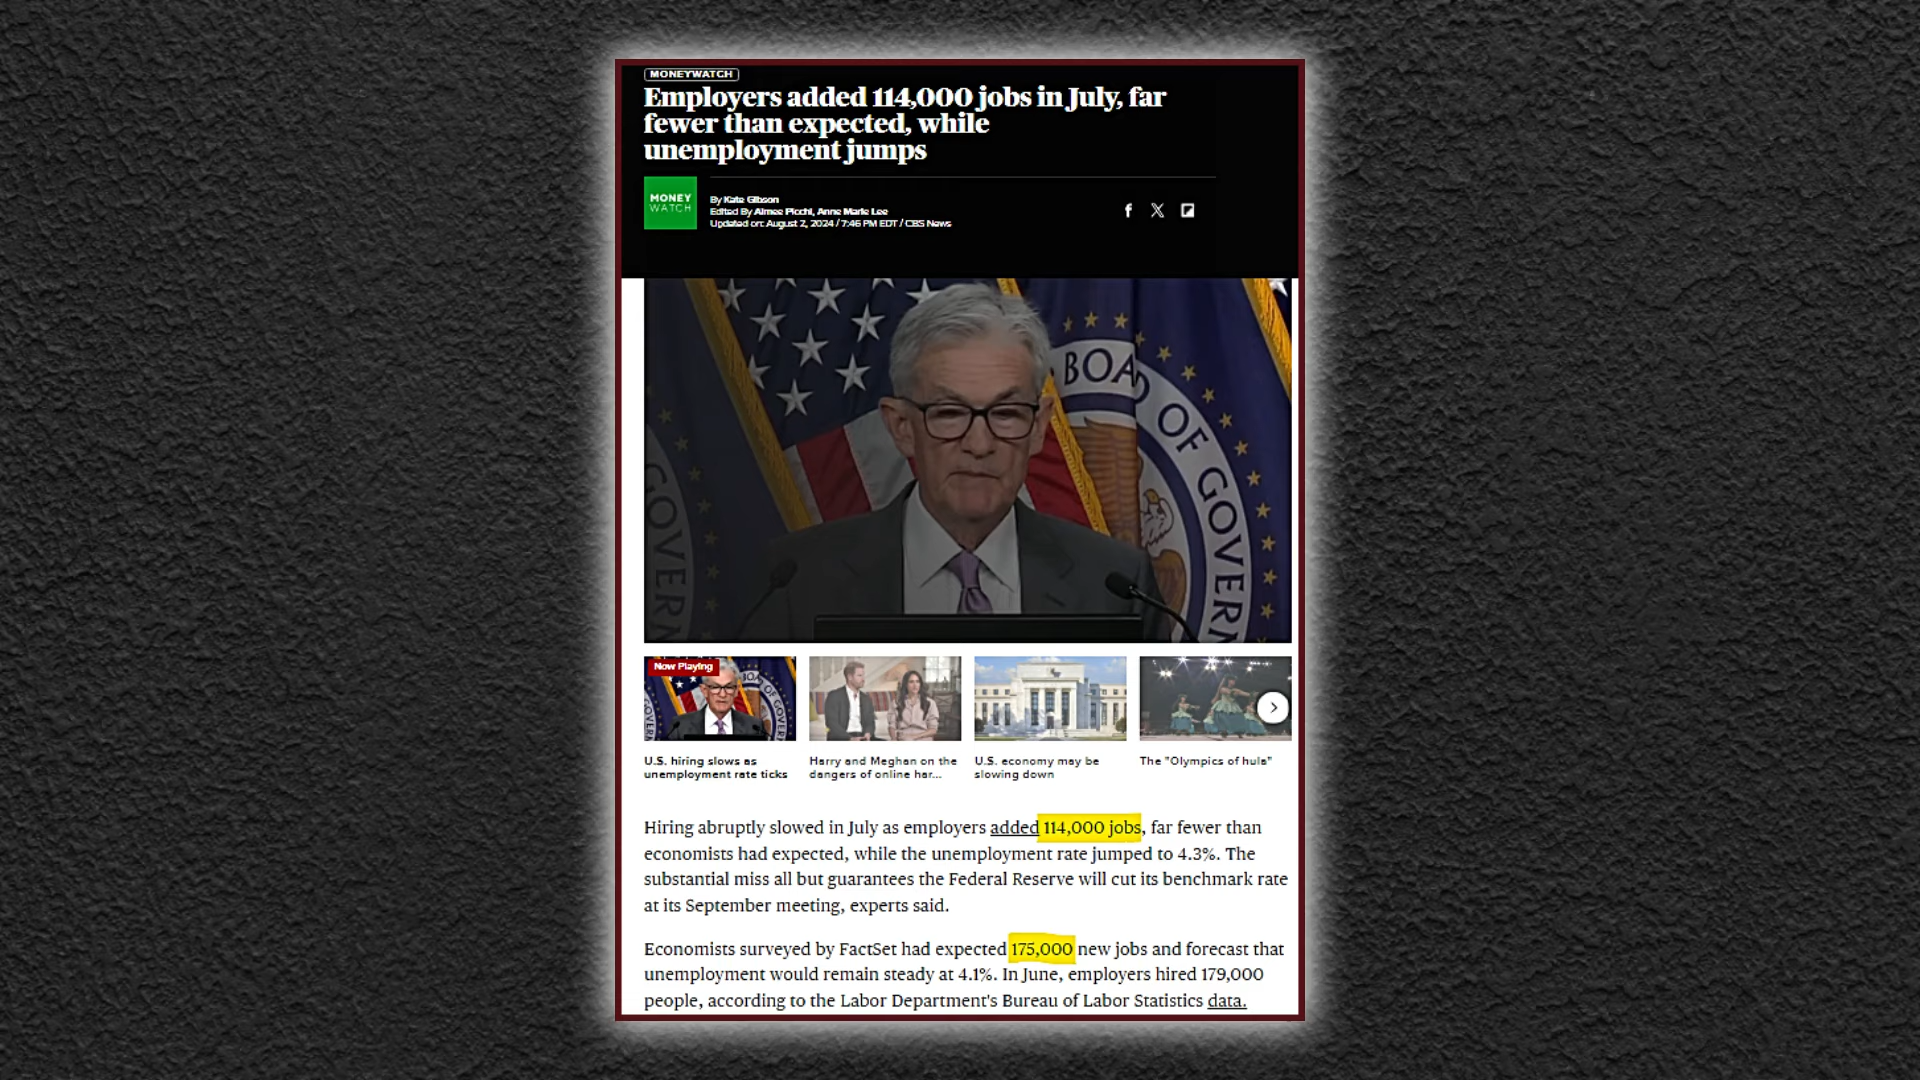 MONEYWATCH
Employers added 114,000 jobs in July, far
fewer than expected, while
unemployment jumps
MONEY
WATCH
By Kate Gibson
Edited By Aimee Picchi, Anne Marie Lee
Updated on: August 2, 2024 / 7:46 PM EDT / CBS News
BOARD OF GOVERN
GOVERN
Now Playing
U.S. hiring slows as
unemployment rate ticks
Harry and Meghan on the
dangers of online har...
U.S. economy may be
slowing down
The "Olympics of hula"
Hiring abruptly slowed in July as employers added 114,000 jobs, far fewer than
economists had expected, while the unemployment rate jumped to 4.3%. The
substantial miss all but guarantees the Federal Reserve will cut its benchmark rate
at its September meeting, experts said.
Economists surveyed by FactSet had expected 175,000 new jobs and forecast that
unemployment would remain steady at 4.1%. In June, employers hired 179,000
people, according to the Labor Department's Bureau of Labor Statistics data.